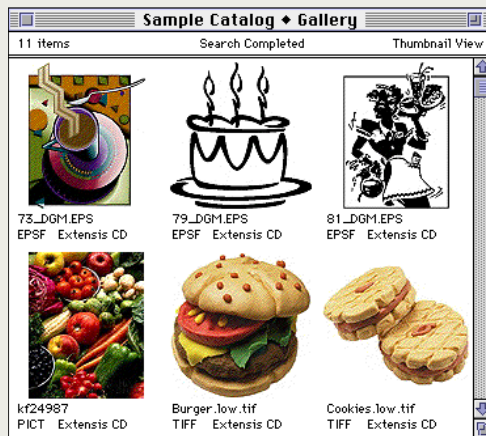 Sample Catalog ◆ Gallery
11 items Search Completed Thumbnail View
73_DGM.EPS 79_DGM.EPS 81_DGM.EPS
EPSF Extensis CD EPSF Extensis CD EPSF Extensis CD
kf24987 Burger.low.tif Cookies.low.tif
PICT Extensis CD TIFF Extensis CD TIFF Extensis CD